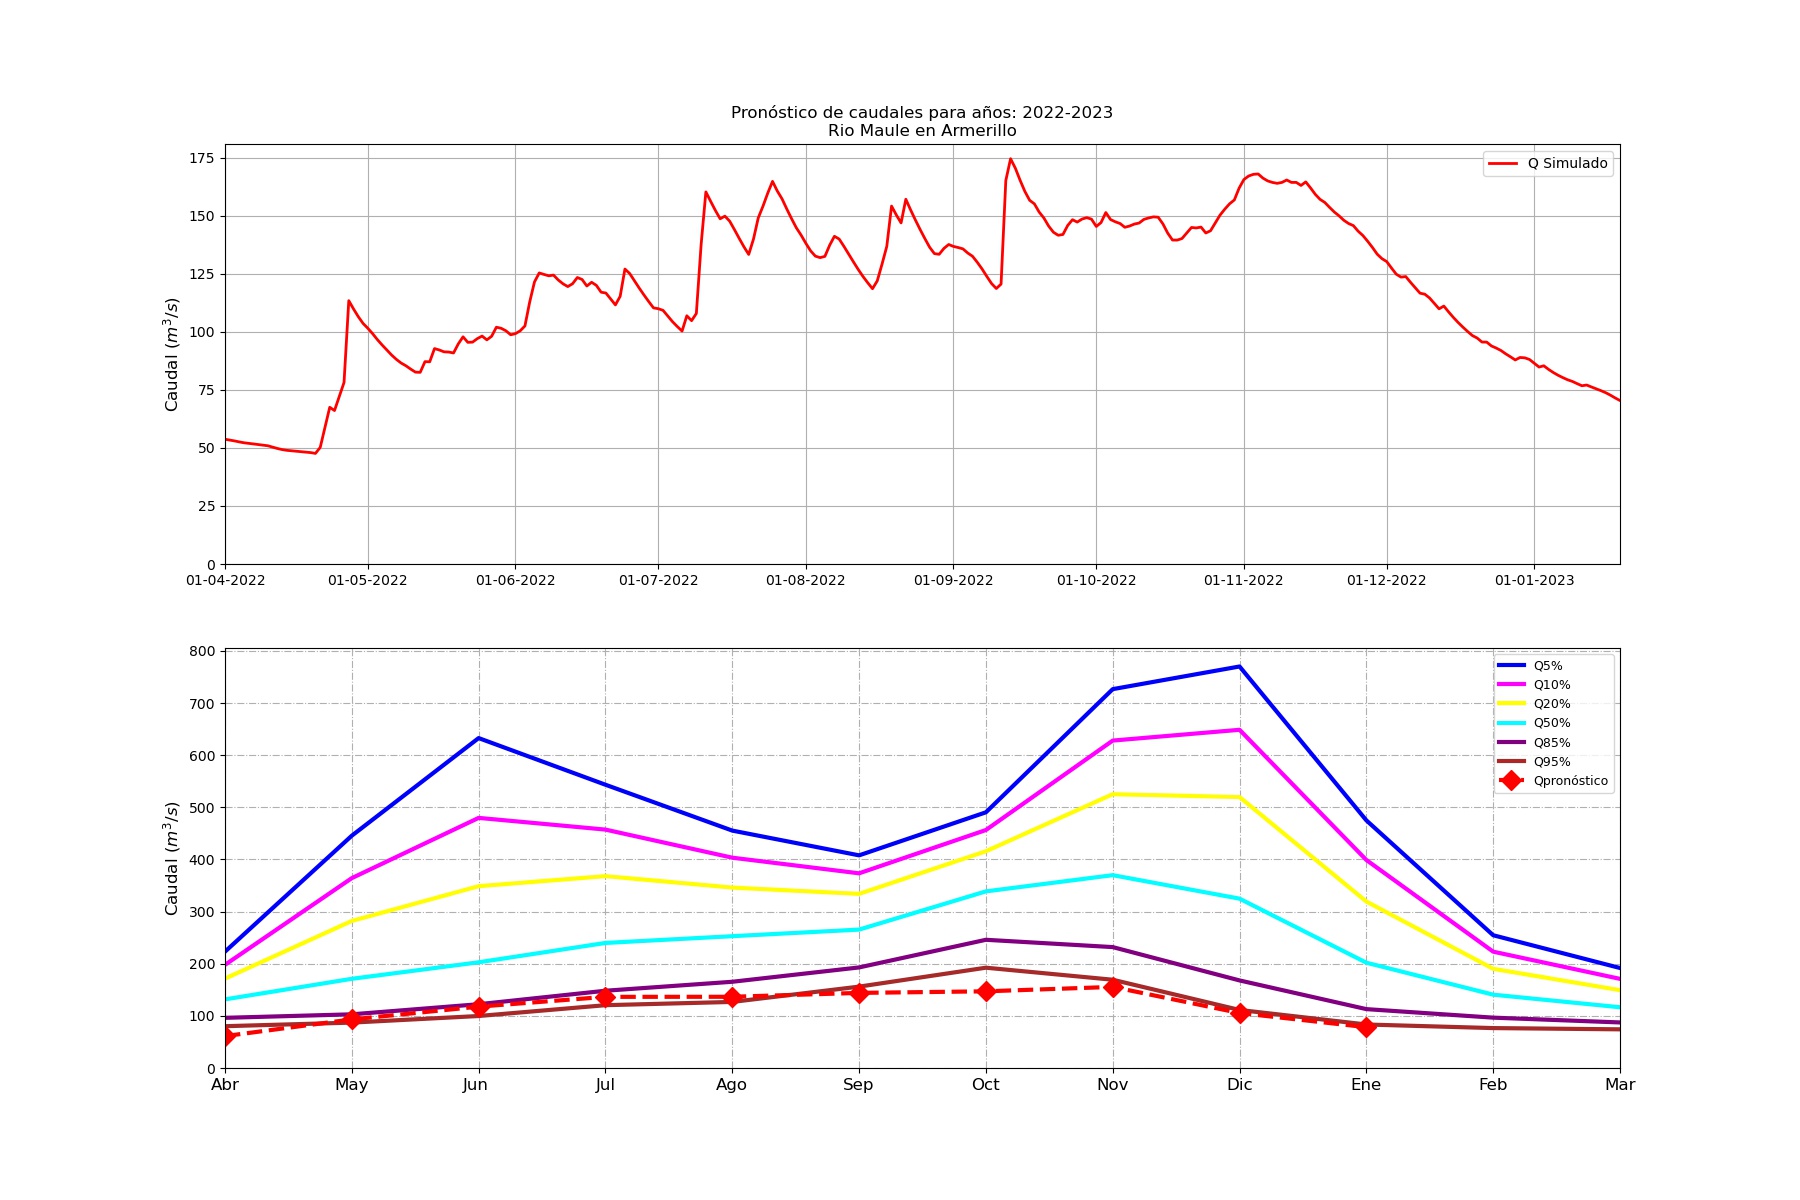 Pronóstico de caudales para años: 2022-2023
Rio Maule en Armerillo
Caudal (m³/s)
175
150
125
100
75
50
25
0
Q Simulado
01-04-2022 01-05-2022 01-06-2022 01-07-2022 01-08-2022 01-09-2022 01-10-2022 01-11-2022 01-12-2022 01-01-2023
Caudal (m³/s)
800
700
600
500
400
300
200
100
0
Q5%
Q10%
Q20%
Q50%
Q85%
Q95%
Qpronóstico
Abr May Jun Jul Ago Sep Oct Nov Dic Ene Feb Mar